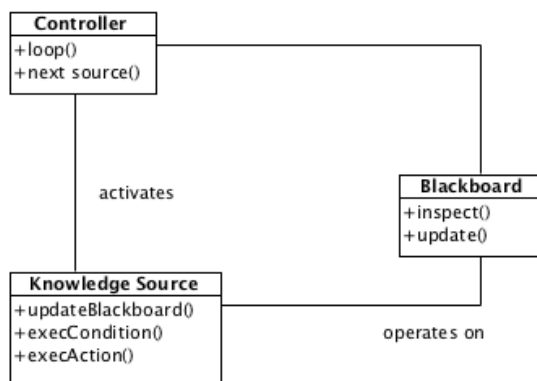 Controller
+loop()
+next source()
activates
Blackboard
+inspect()
+update()
Knowledge Source
+updateBlackboard()
+execCondition()
+execAction()
operates on